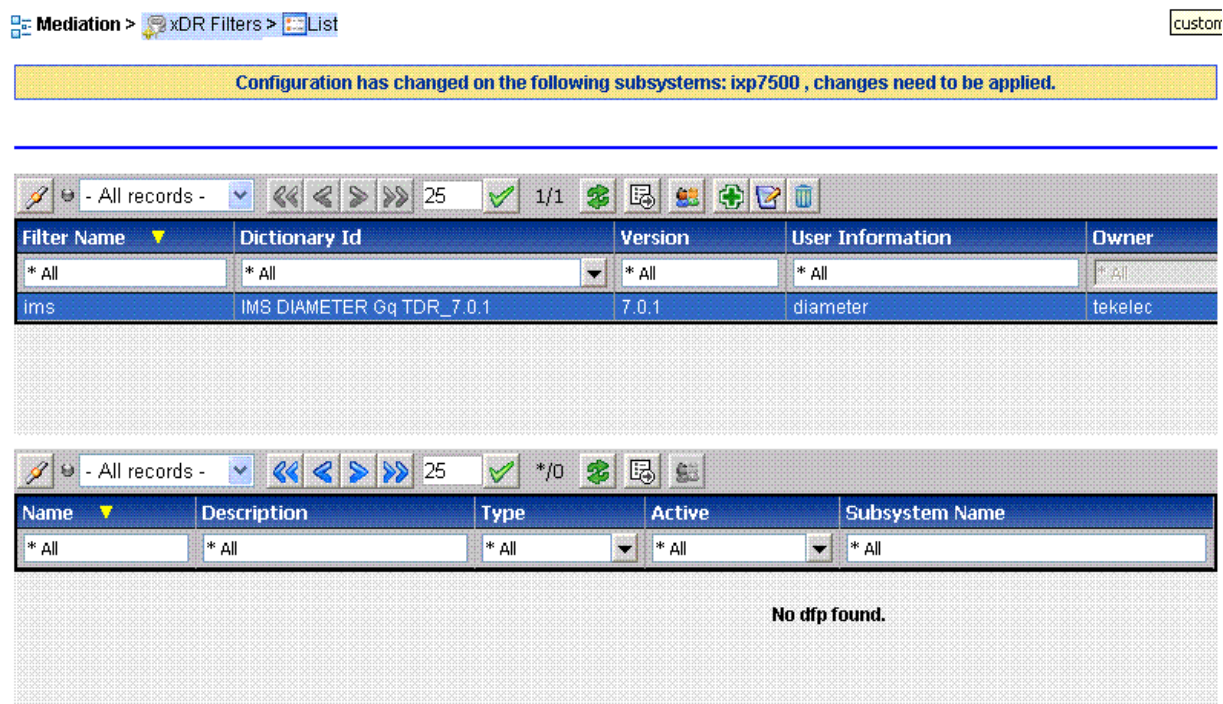 Mediation > xDR Filters > List
custom
Configuration has changed on the following subsystems: ixp7500 , changes need to be applied.
- All records - 25 1/1
Filter Name Dictionary Id Version User Information Owner
* All * All * All * All * All
ims IMS DIAMETER Gq TDR_7.0.1 7.0.1 diameter tekelec
- All records - 25 */0
Name Description Type Active Subsystem Name
* All * All * All * All * All
No dfp found.